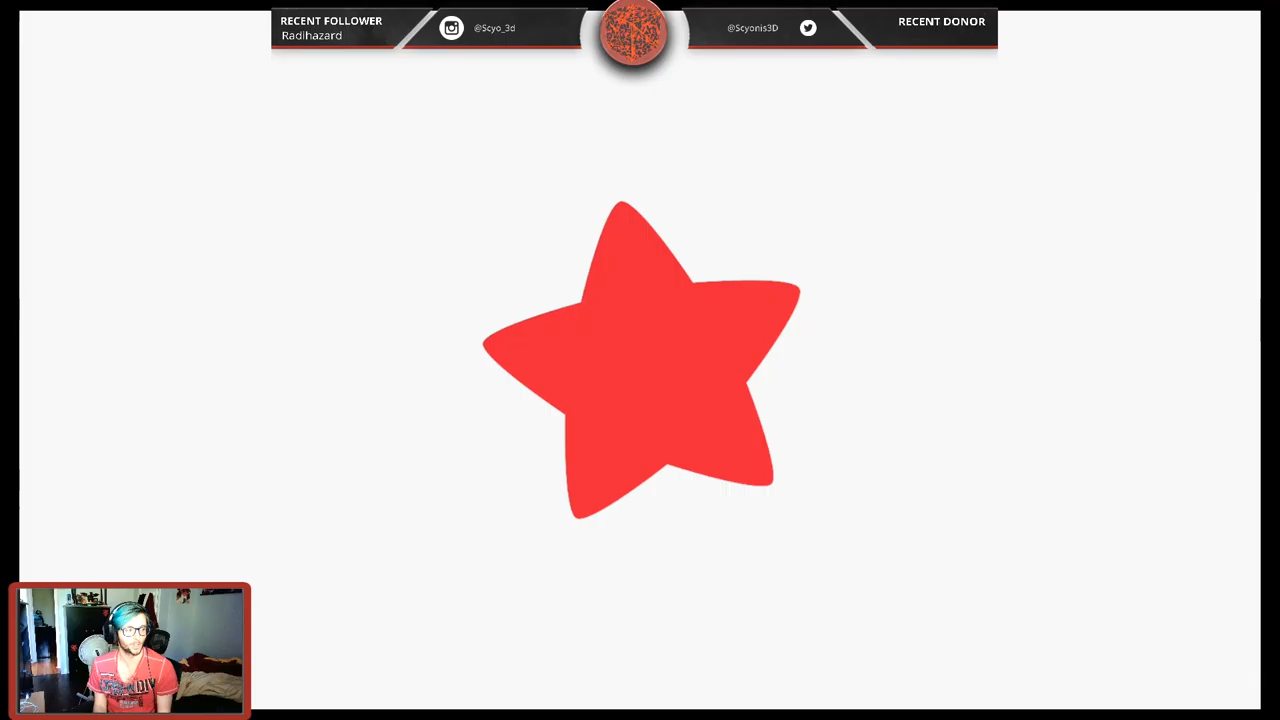 RECENT FOLLOWER
Radihazard
@Scyo_3d
@Scyonis3D
RECENT DONOR